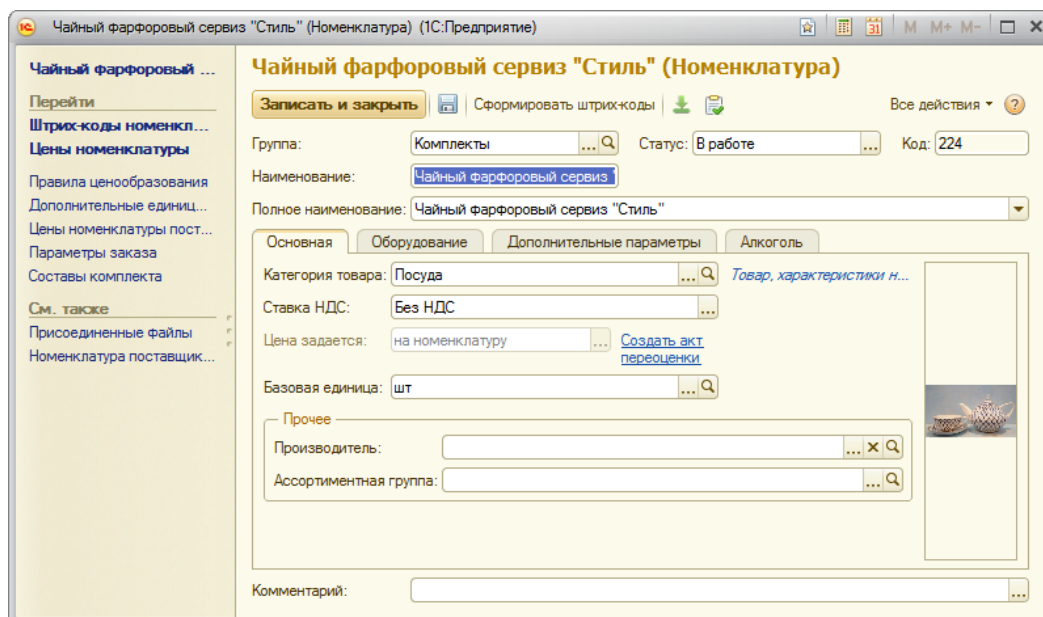 Чайный фарфоровый сервиз "Стиль" (Номенклатура) (1С:Предприятие)
31 M M+ M-
Чайный фарфоровый ...
Перейти
Штрих-коды номенкл...
Цены номенклатуры
Правила ценообразования
Дополнительные единиц...
Цены номенклатуры пост...
Параметры заказа
Составы комплекта
См. также
Присоединенные файлы
Номенклатура поставщик...
Чайный фарфоровый сервиз "Стиль" (Номенклатура)
Записать и закрыть Сформировать штрих-коды Все действия ?
Группа: Комплекты ... Статус: В работе ... Код: 224
Наименование: Чайный фарфоровый сервиз "
Полное наименование: Чайный фарфоровый сервиз "Стиль"
Основная Оборудование Дополнительные параметры Алкоголь
Категория товара: Посуда ... Товар, характеристики н...
Ставка НДС: Без НДС ...
Цена задается: на номенклатуру ... Создать акт
переоценки
Базовая единица: шт ...
Прочее
Производитель: ...
Ассортиментная группа: ...
Комментарий: ...